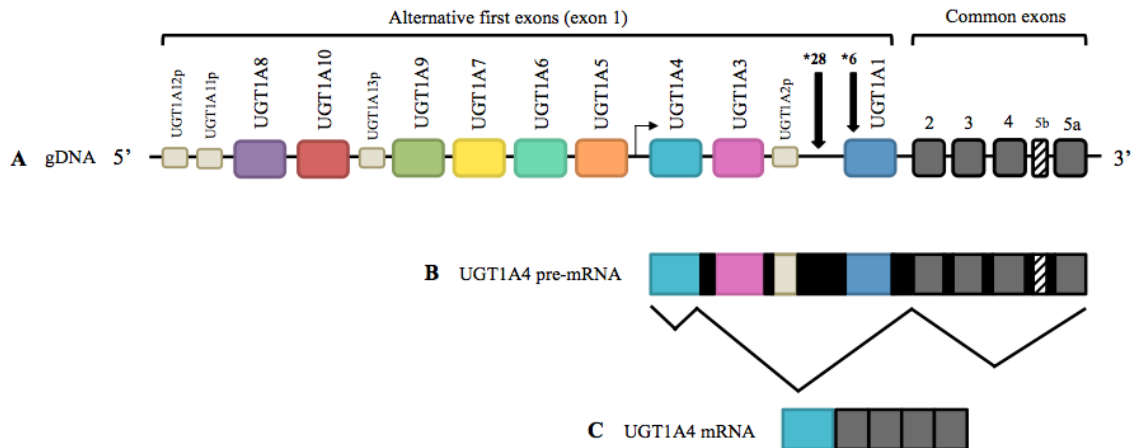 Alternative first exons (exon 1)
Common exons
UGT1A12p
UGT1A11p
UGT1A8
UGT1A10
UGT1A13p
UGT1A9
UGT1A7
UGT1A6
UGT1A5
UGT1A4
UGT1A3
UGT1A2p
*28
*6
UGT1A1
2
3
4
5b
5a
A gDNA 5’
3’
B UGT1A4 pre-mRNA
C UGT1A4 mRNA